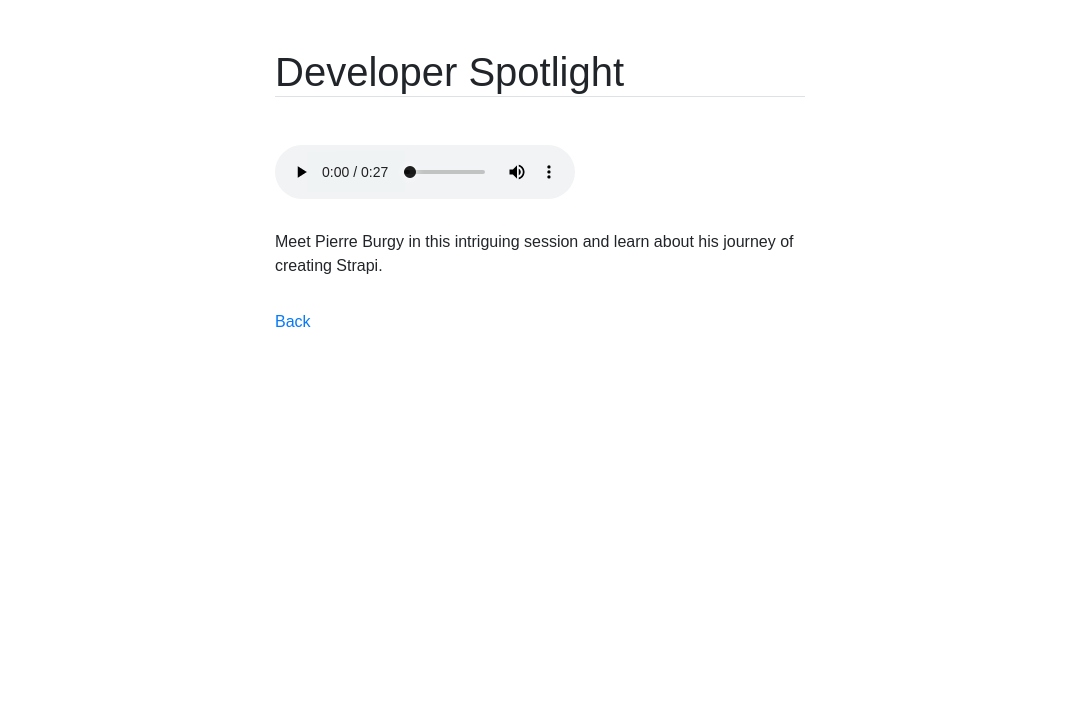 Developer Spotlight
0:00 / 0:27
Meet Pierre Burgy in this intriguing session and learn about his journey of
creating Strapi.
Back